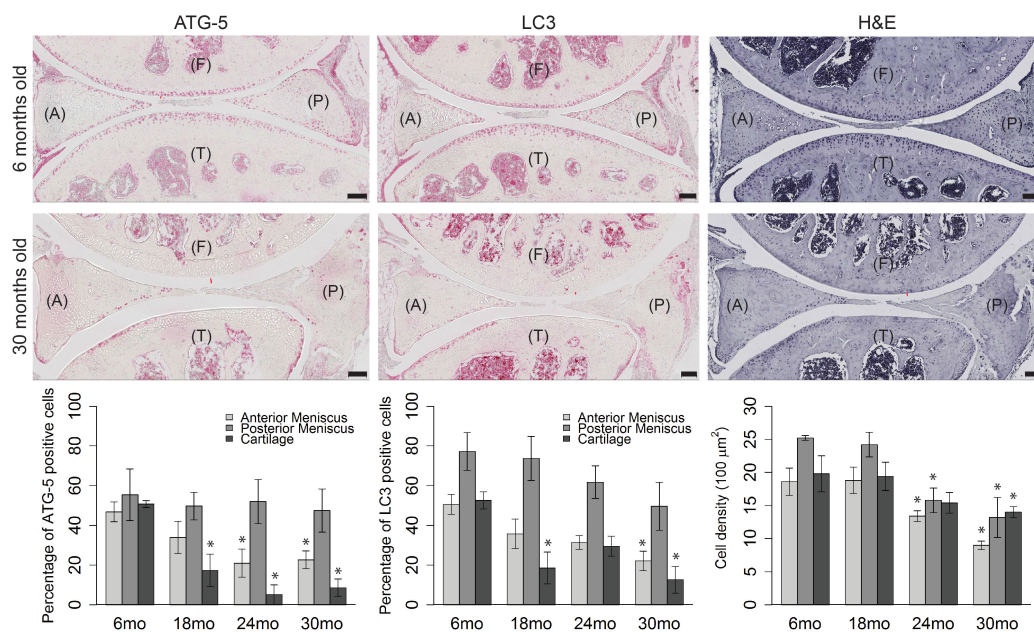 ATG-5 LC3 H&E
6 months old
(F) (F) (F)
(A) (P) (A) (P) (A) (P)
(T) (T) (T)
30 months old
(F) (F) (F)
(A) (P) (A) (P) (A) (P)
(T) (T) (T)
Percentage of ATG-5 positive cells
100
80
60
40
20
0
Anterior Meniscus
Posterior Meniscus
Cartilage
* * * * *
6mo 18mo 24mo 30mo
Percentage of LC3 positive cells
100
80
60
40
20
0
Anterior Meniscus
Posterior Meniscus
Cartilage
* * *
6mo 18mo 24mo 30mo
Cell density (100 µm²)
30
25
20
15
10
5
0
* * * * *
6mo 18mo 24mo 30mo